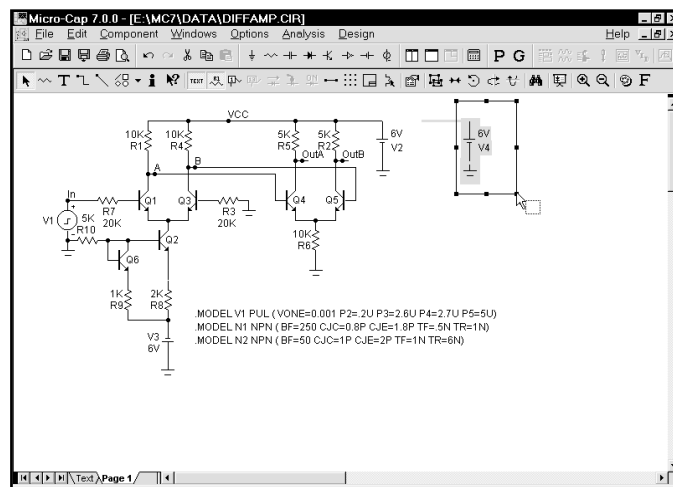 Micro-Cap 7.0.0 - [E:\MC7\DATA\DIFFAMP.CIR]
File Edit Component Windows Options Analysis Design Help
P G
T TEXT F
VCC
10K 10K 5K 5K 6V 6V
R1 R4 R5 R2 V2 V4
A B OutA OutB
In
Q1 Q3 Q4 Q5
R7 R3
20K 20K
V1 5K
R10
Q2
10K
R6
Q6
1K 2K
R9 R8
V3
6V
.MODEL V1 PUL (VONE=0.001 P2=.2U P3=2.6U P4=2.7U P5=5U)
.MODEL N1 NPN (BF=250 CJC=0.8P CJE=1.8P TF=.5N TR=1N)
.MODEL N2 NPN (BF=50 CJC=1P CJE=2P TF=1N TR=6N)
Text Page 1